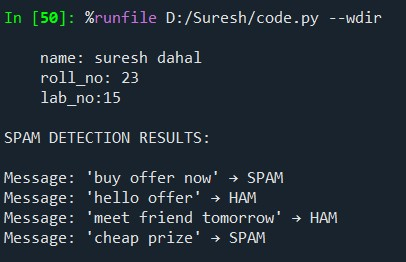 In [50]: %runfile D:/Suresh/code.py --wdir
name: suresh dahal
roll_no: 23
lab_no:15
SPAM DETECTION RESULTS:
Message: 'buy offer now' → SPAM
Message: 'hello offer' → HAM
Message: 'meet friend tomorrow' → HAM
Message: 'cheap prize' → SPAM